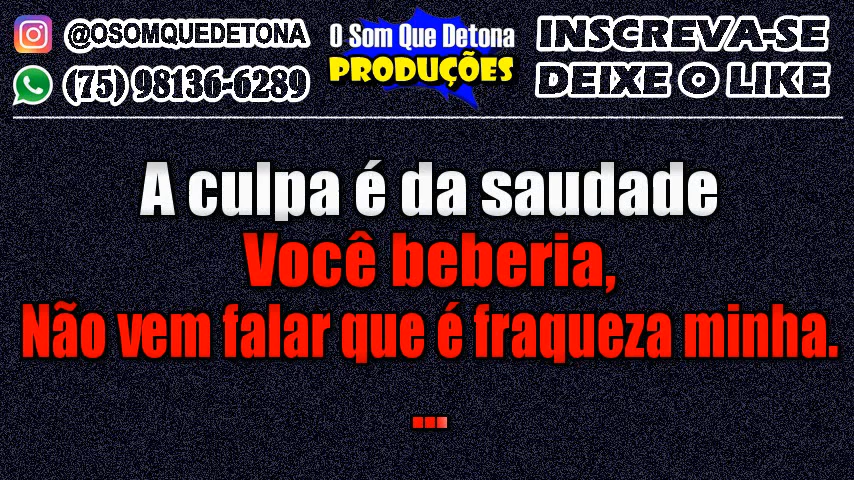 @OSOMQUEDETONA
(75) 98136-6289
O Som Que Detona
PRODUÇÕES
INSCREVA-SE
DEIXE O LIKE
A culpa é da saudade
Você beberia,
Não vem falar que é fraqueza minha.
...